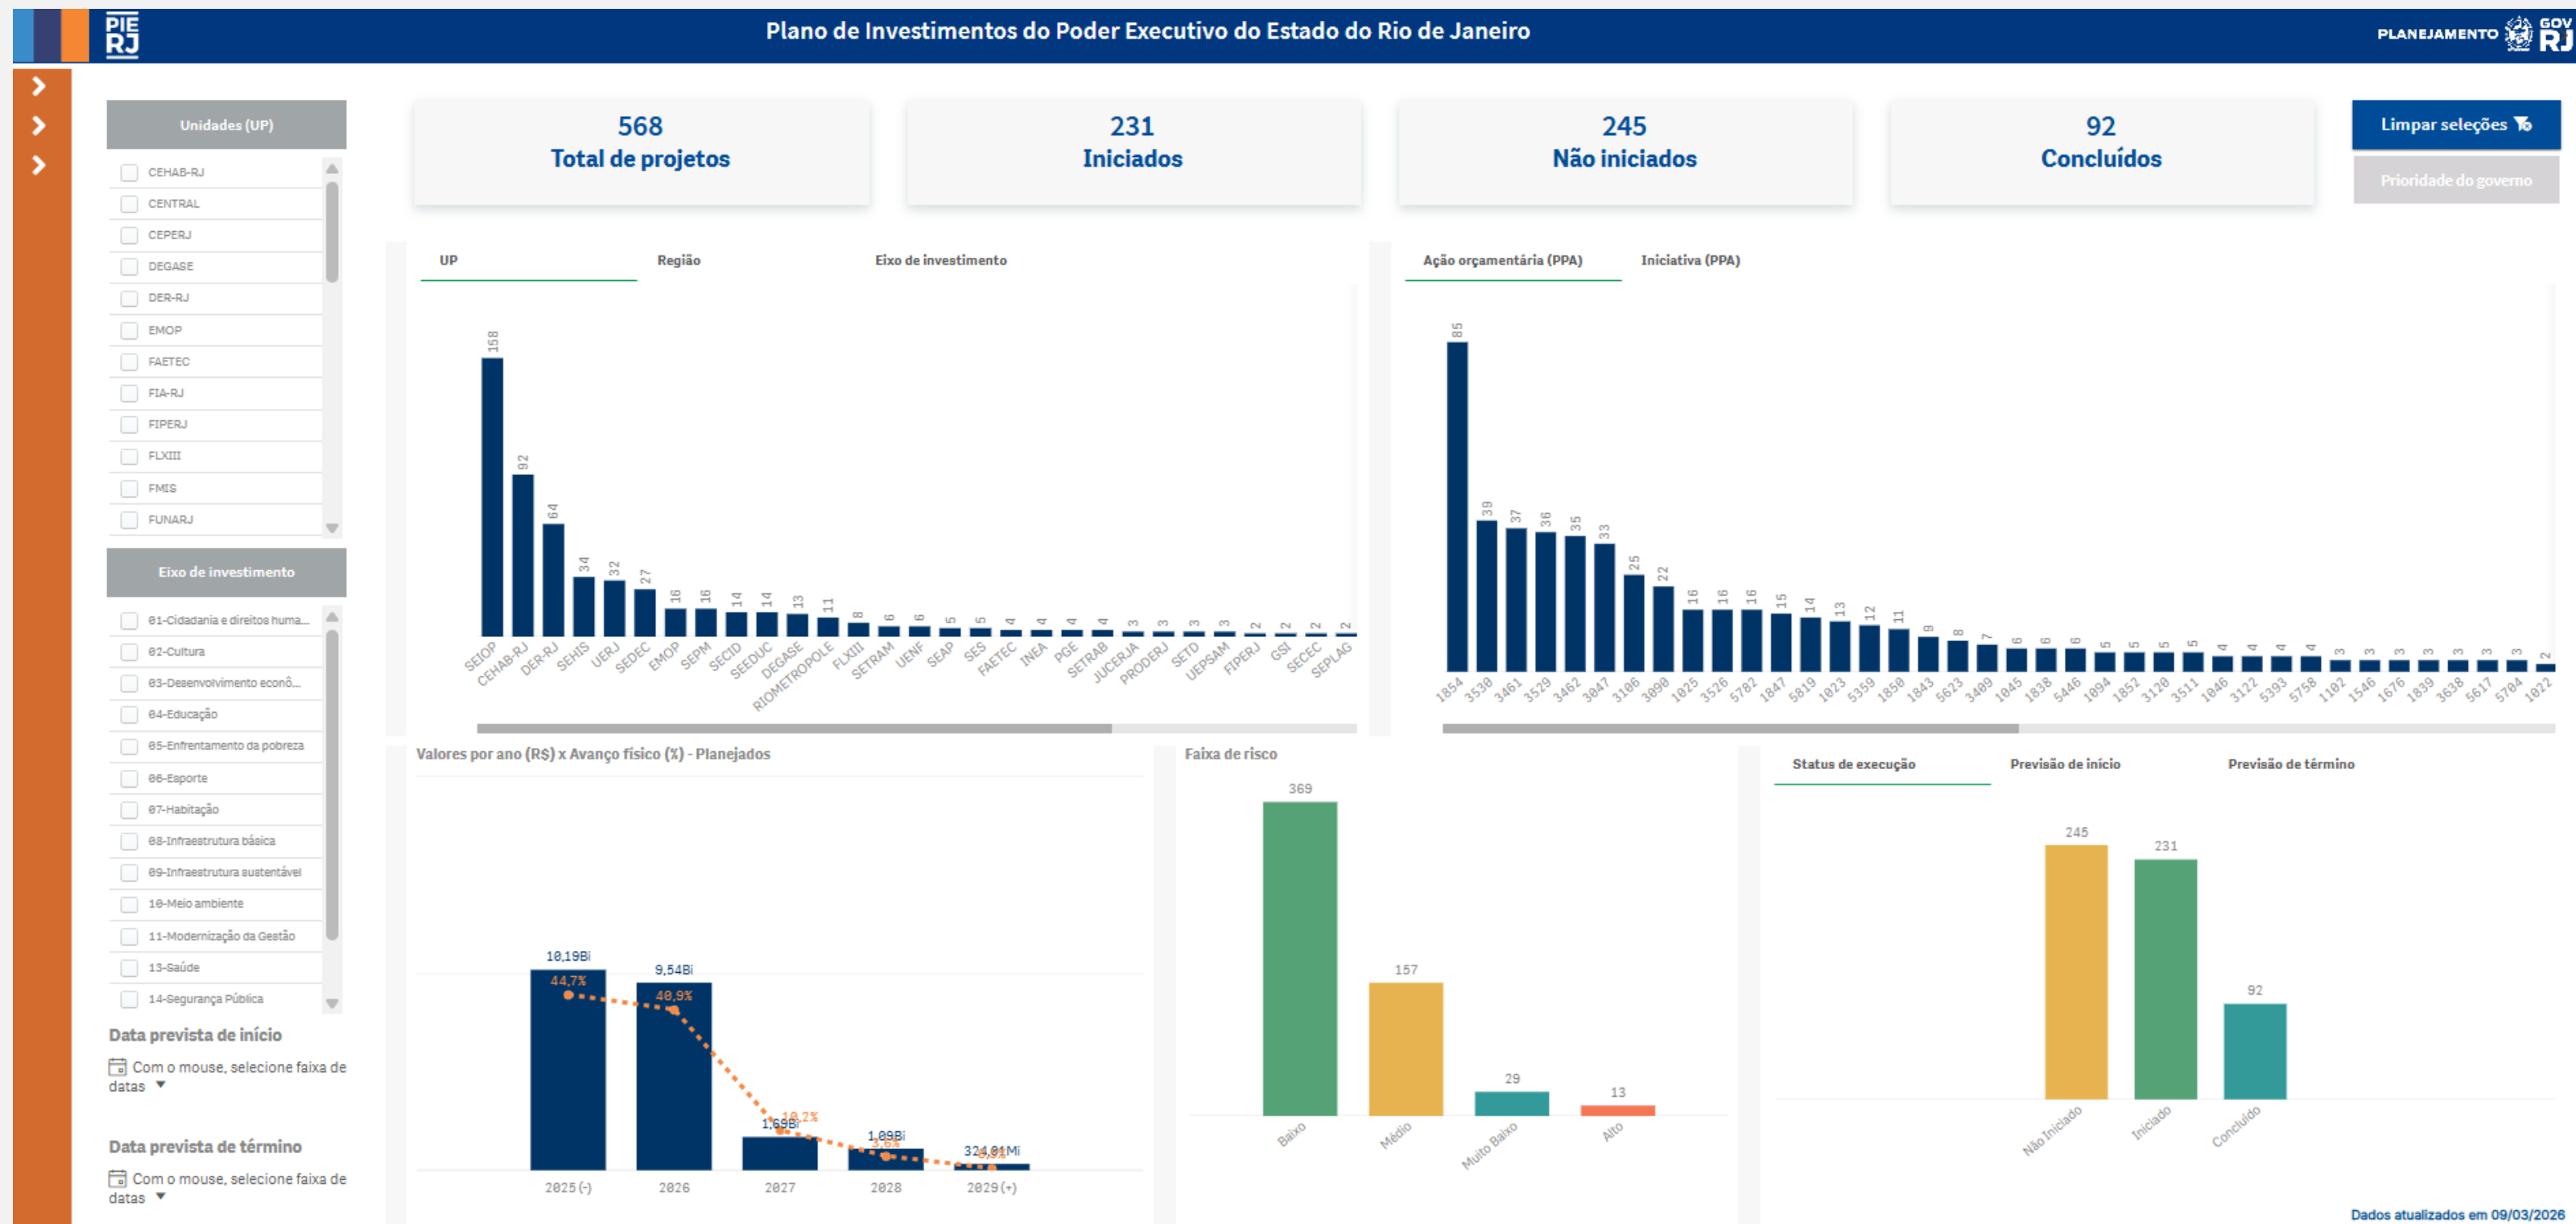 PIE
RJ
Plano de Investimentos do Poder Executivo do Estado do Rio de Janeiro
PLANEJAMENTO
GOV
RJ
Unidades (UP)
CEHAB-RJ
CENTRAL
CEPERJ
DEGASE
DER-RJ
EMOP
FAETEC
FIA-RJ
FIPERJ
FLXIII
FMIS
FUNARJ
Eixo de investimento
01-Cidadania e direitos huma...
02-Cultura
03-Desenvolvimento econô...
04-Educação
05-Enfrentamento da pobreza
06-Esporte
07-Habitação
08-Infraestrutura básica
09-Infraestrutura sustentável
10-Meio ambiente
11-Modernização da Gestão
13-Saúde
14-Segurança Pública
Data prevista de início
Com o mouse, selecione faixa de
datas
Data prevista de término
Com o mouse, selecione faixa de
datas
568
Total de projetos
231
Iniciados
245
Não iniciados
92
Concluídos
Limpar seleções
Prioridade do governo
UP Região Eixo de investimento
158 92 64 34 32 27 16 16 14 14 13 11 8 6 6 5 5 4 4 4 4 3 3 3 3 2 2 2 2
SEIOP CEHAB-RJ DER-RJ SEHIS UERJ SEDEC EMOP SEPM SECID SEEDUC DEGASE RIOMETROPOLE FLXIII SETRAM UENF SEAP SES FAETEC INEA PGE SETRAB JUCERJA PRODERJ SETD UEPSAM FIPERJ GSI SECEC SEPLAG
Ação orçamentária (PPA) Iniciativa (PPA)
85 39 37 36 35 33 25 22 16 16 16 15 14 13 12 11 9 8 7 6 6 6 5 5 5 5 4 4 4 4 3 3 3 3 3 3 3 2
1854 3530 3461 3529 3462 3047 3106 3090 1025 3526 5782 1847 5819 1023 5359 1850 1843 5623 3409 1045 1838 5446 1094 1852 3120 3511 1046 3122 5393 5758 1102 1546 1676 1839 3638 5617 5704 1022
Valores por ano (R$) x Avanço físico (%) - Planejados
10,19Bi 9,54Bi 1,69Bi 1,09Bi 324,01Mi
44,7% 40,9% 10,2% 3,6%
2025 (-) 2026 2027 2028 2029 (+)
Faixa de risco
369 157 29 13
Baixo Médio Muito Baixo Alto
Status de execução Previsão de início Previsão de término
245 231 92
Não Iniciado Iniciado Concluído
Dados atualizados em 09/03/2026